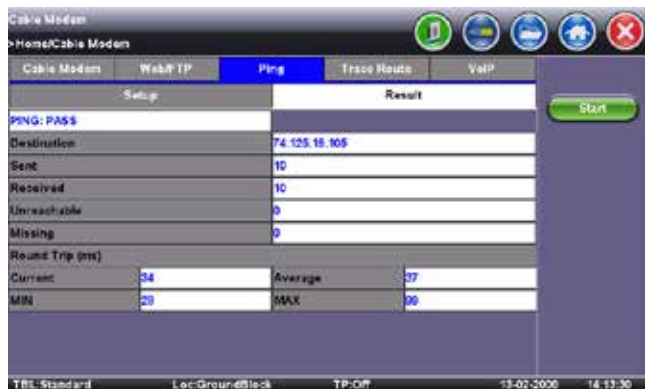 Cable Modem
>Home/Cable Modem
Cable Modem Web/FTP Ping Trace Route VoIP
Setup Result
Start
PING: PASS
Destination 74.125.19.105
Sent 10
Received 10
Unreachable 0
Missing 0
Round Trip (ms)
Current 34 Average 37
MIN 29 MAX 99
TBL:Standard Loc:GroundBlock TP:Off 13-02-2000 14:13:30